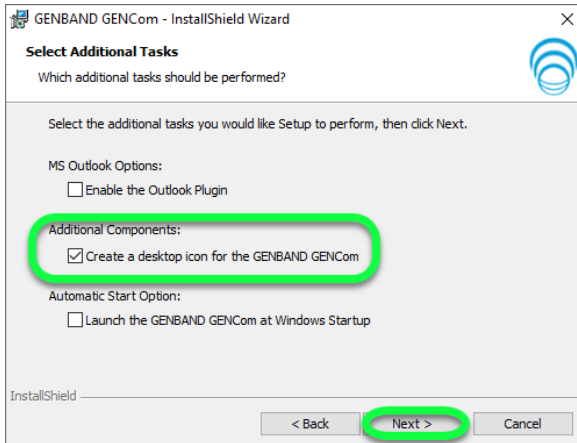 GENBAND GENCom - InstallShield Wizard
Select Additional Tasks
Which additional tasks should be performed?
Select the additional tasks you would like Setup to perform, then click Next.
MS Outlook Options:
Enable the Outlook Plugin
Additional Components:
Create a desktop icon for the GENBAND GENCom
Automatic Start Option:
Launch the GENBAND GENCom at Windows Startup
InstallShield
< Back Next > Cancel